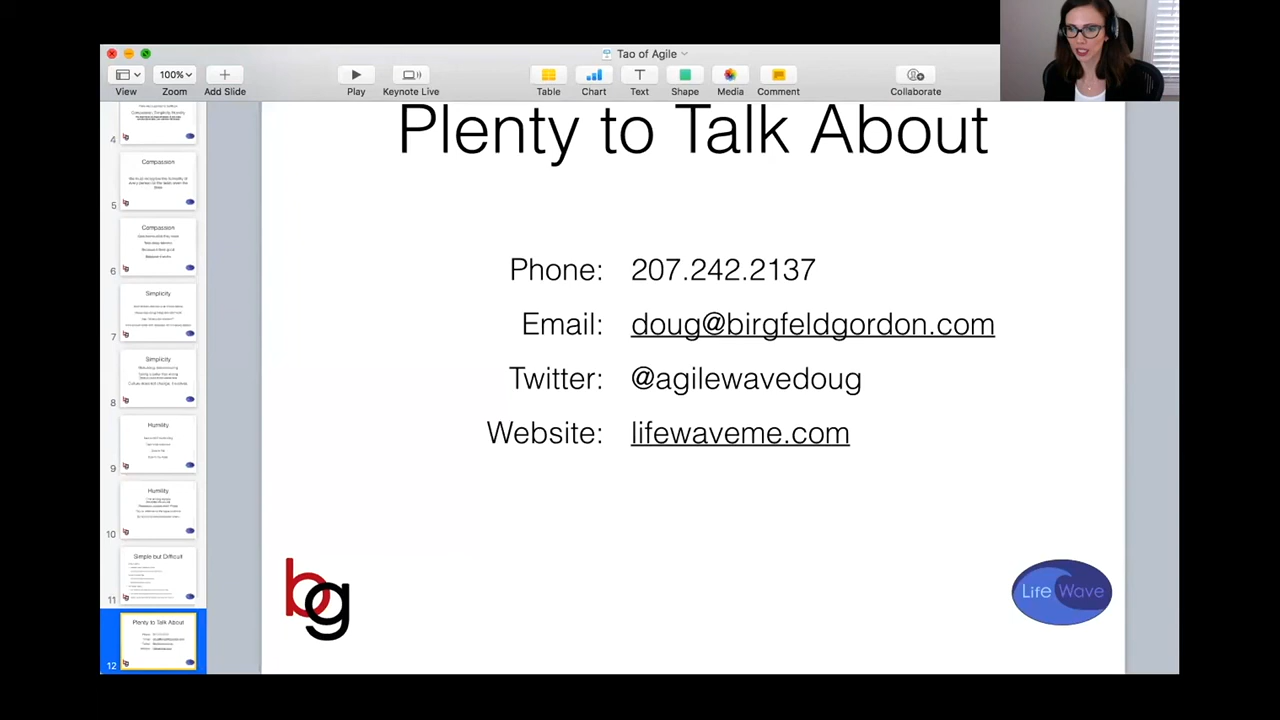 Tao of Agile
100%
View
Zoom
Add Slide
Play
Keynote Live
Table
Chart
Text
Shape
Media
Comment
Collaborate
4
Compassion
5
Compassion
6
Simplicity
7
Simplicity
8
Humility
9
Humility
10
Simple but Difficult
11
Plenty to Talk About
12
Plenty to Talk About
Phone: 207.242.2137
Email: doug@birgfeldgordon.com
Twitter: @agilewavedoug
Website: lifewaveme.com
bg
Life Wave